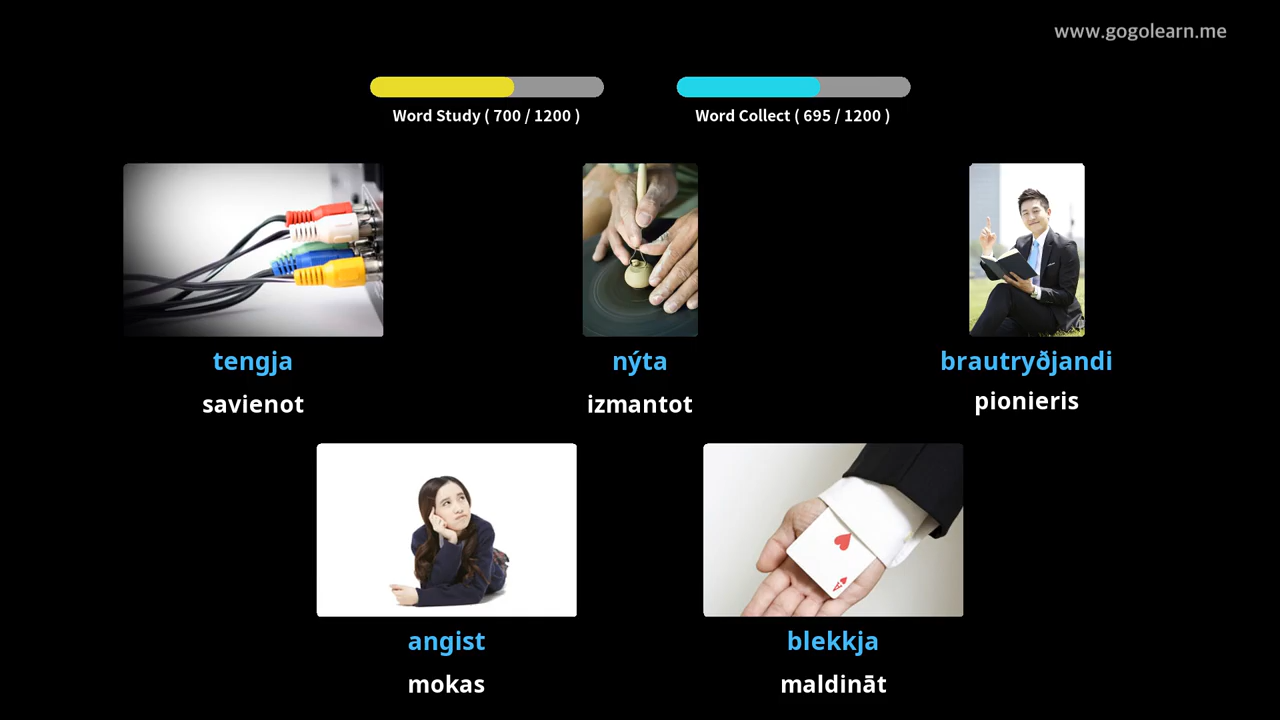 www.gogolearn.me
Word Study ( 700 / 1200 )
Word Collect ( 695 / 1200 )
tengja
savienot
nýta
izmantot
brautryðjandi
pionieris
angist
mokas
blekkja
maldināt